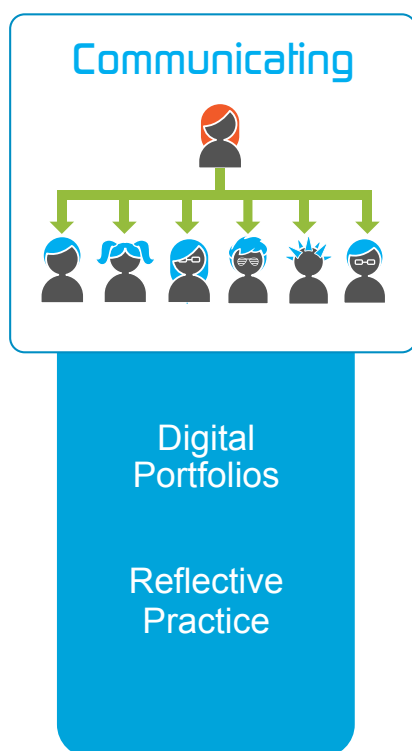 Communicating
Digital
Portfolios
Reflective
Practice